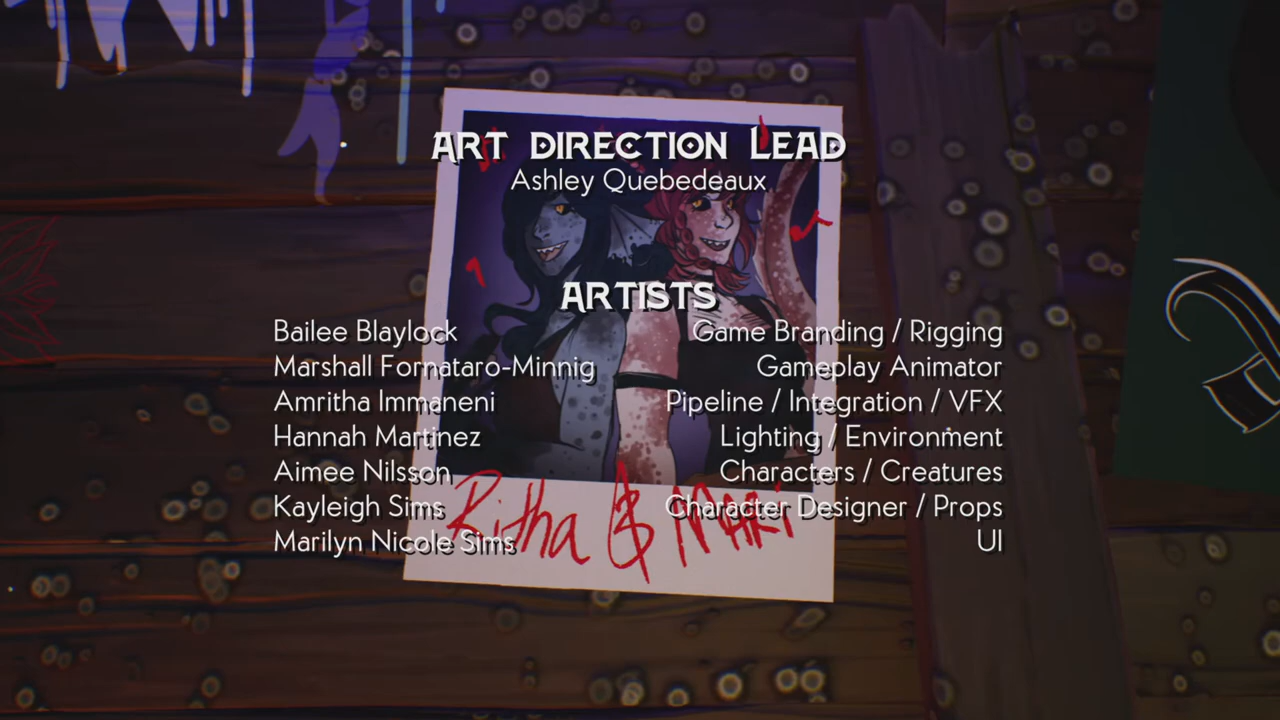 ART DIRECTION LEAD
Ashley Quebedeaux
ARTISTS
Bailee Blaylock Game Branding / Rigging
Marshall Fornataro-Minnig Gameplay Animator
Amritha Immaneni Pipeline / Integration / VFX
Hannah Martinez Lighting / Environment
Aimee Nilsson Characters / Creatures
Kayleigh Sims Character Designer / Props
Marilyn Nicole Sims UI
Ritha & MARi